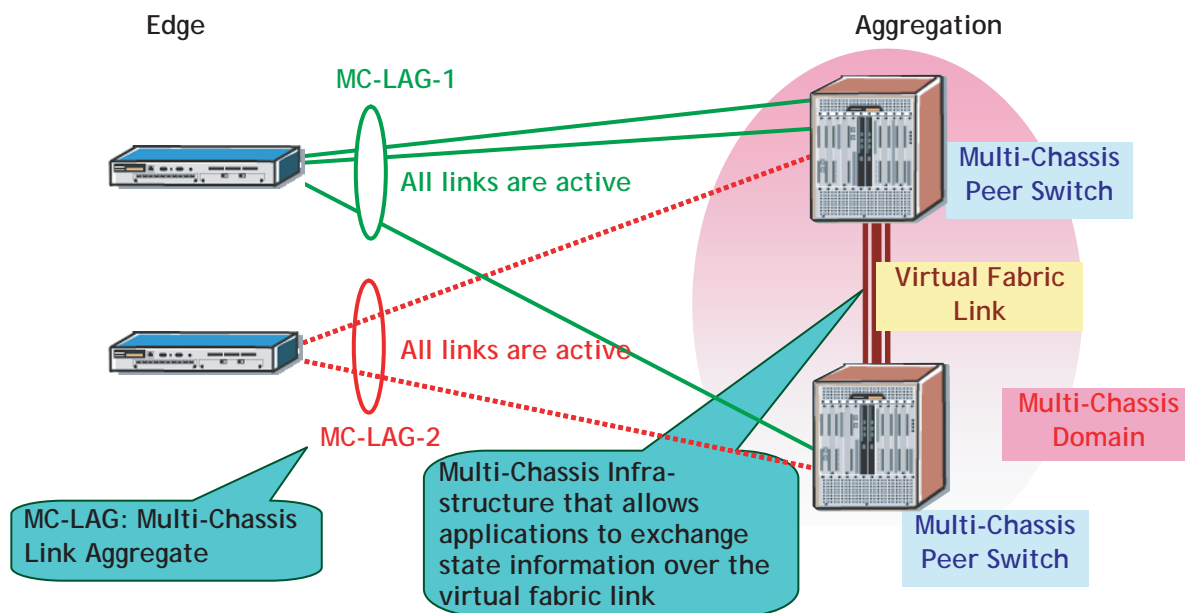 Edge
Aggregation
MC-LAG-1
All links are active
Multi-Chassis
Peer Switch
Virtual Fabric
Link
All links are active
MC-LAG-2
Multi-Chassis
Domain
MC-LAG: Multi-Chassis
Link Aggregate
Multi-Chassis Infra-
structure that allows
applications to exchange
state information over the
virtual fabric link
Multi-Chassis
Peer Switch